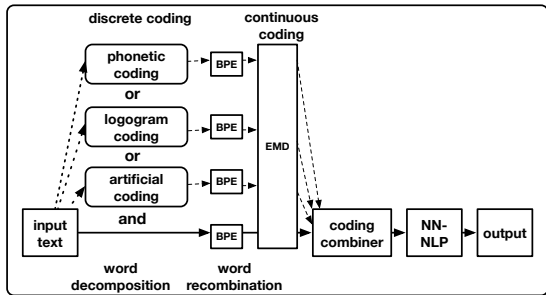 discrete coding
continuous
coding
phonetic
coding
BPE
or
logogram
coding
BPE
or
EMD
artificial
coding
BPE
and
input
text
BPE
coding
combiner
NN-
NLP
output
word
decomposition
word
recombination